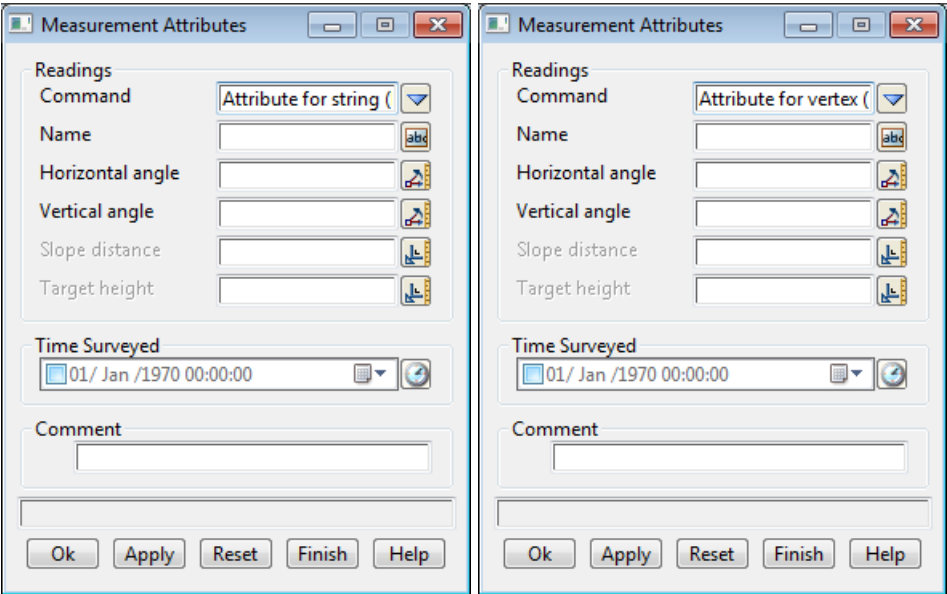 Measurement Attributes
Readings
Command
Attribute for string (
Name
abc
Horizontal angle
Vertical angle
Slope distance
Target height
Time Surveyed
01/ Jan /1970 00:00:00
Comment
Ok
Apply
Reset
Finish
Help
Measurement Attributes
Readings
Command
Attribute for vertex (
Name
abc
Horizontal angle
Vertical angle
Slope distance
Target height
Time Surveyed
01/ Jan /1970 00:00:00
Comment
Ok
Apply
Reset
Finish
Help